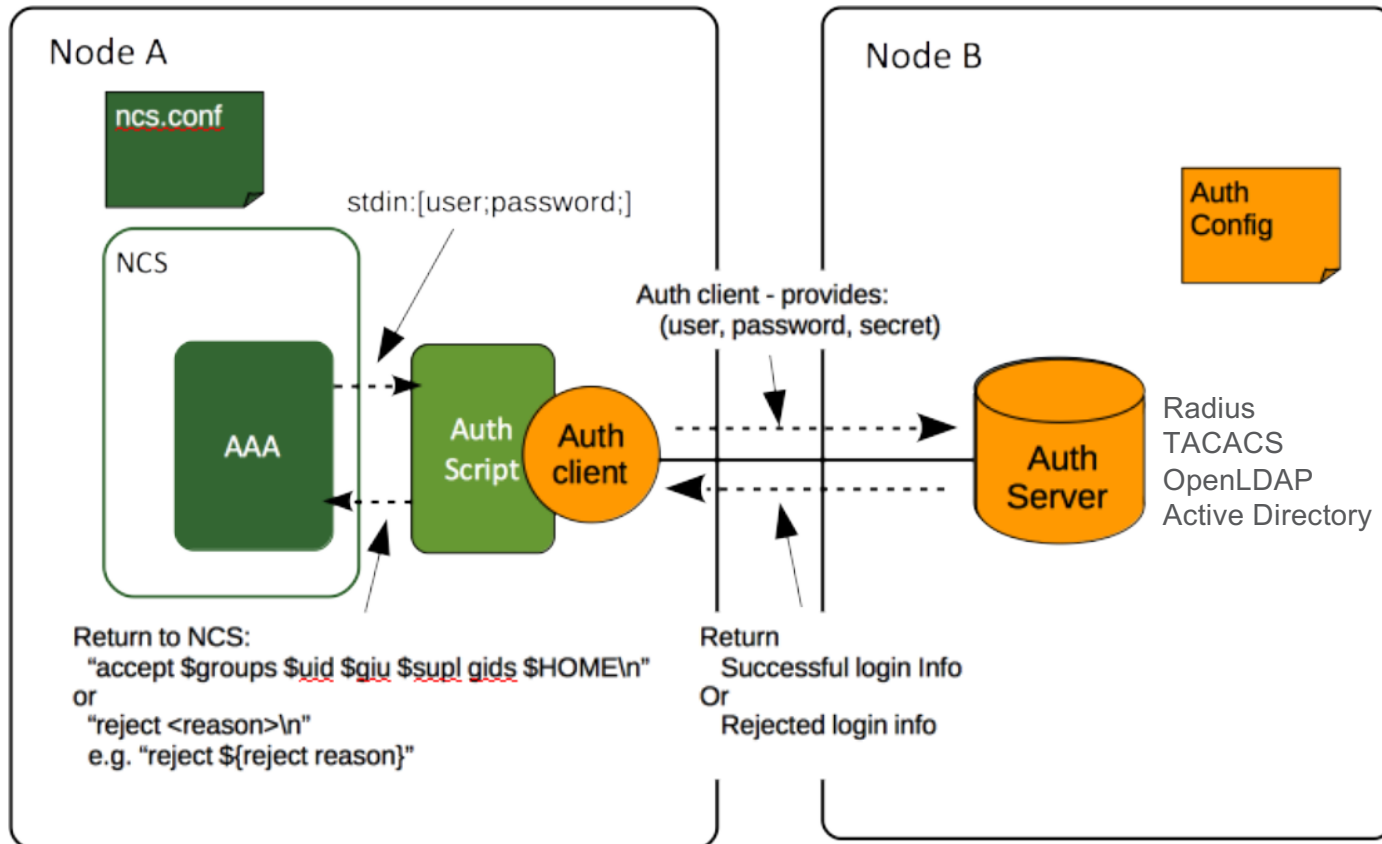 Node A
ncs.conf
stdin:[user;password;]
NCS
AAA
Auth
Script
Auth
client
Return to NCS:
“accept $groups $uid $giu $supl gids $HOME\n”
or
“reject <reason>\n”
e.g. “reject ${reject reason}”
Auth client - provides:
(user, password, secret)
Return
Successful login Info
Or
Rejected login info
Node B
Auth
Config
Auth
Server
Radius
TACACS
OpenLDAP
Active Directory